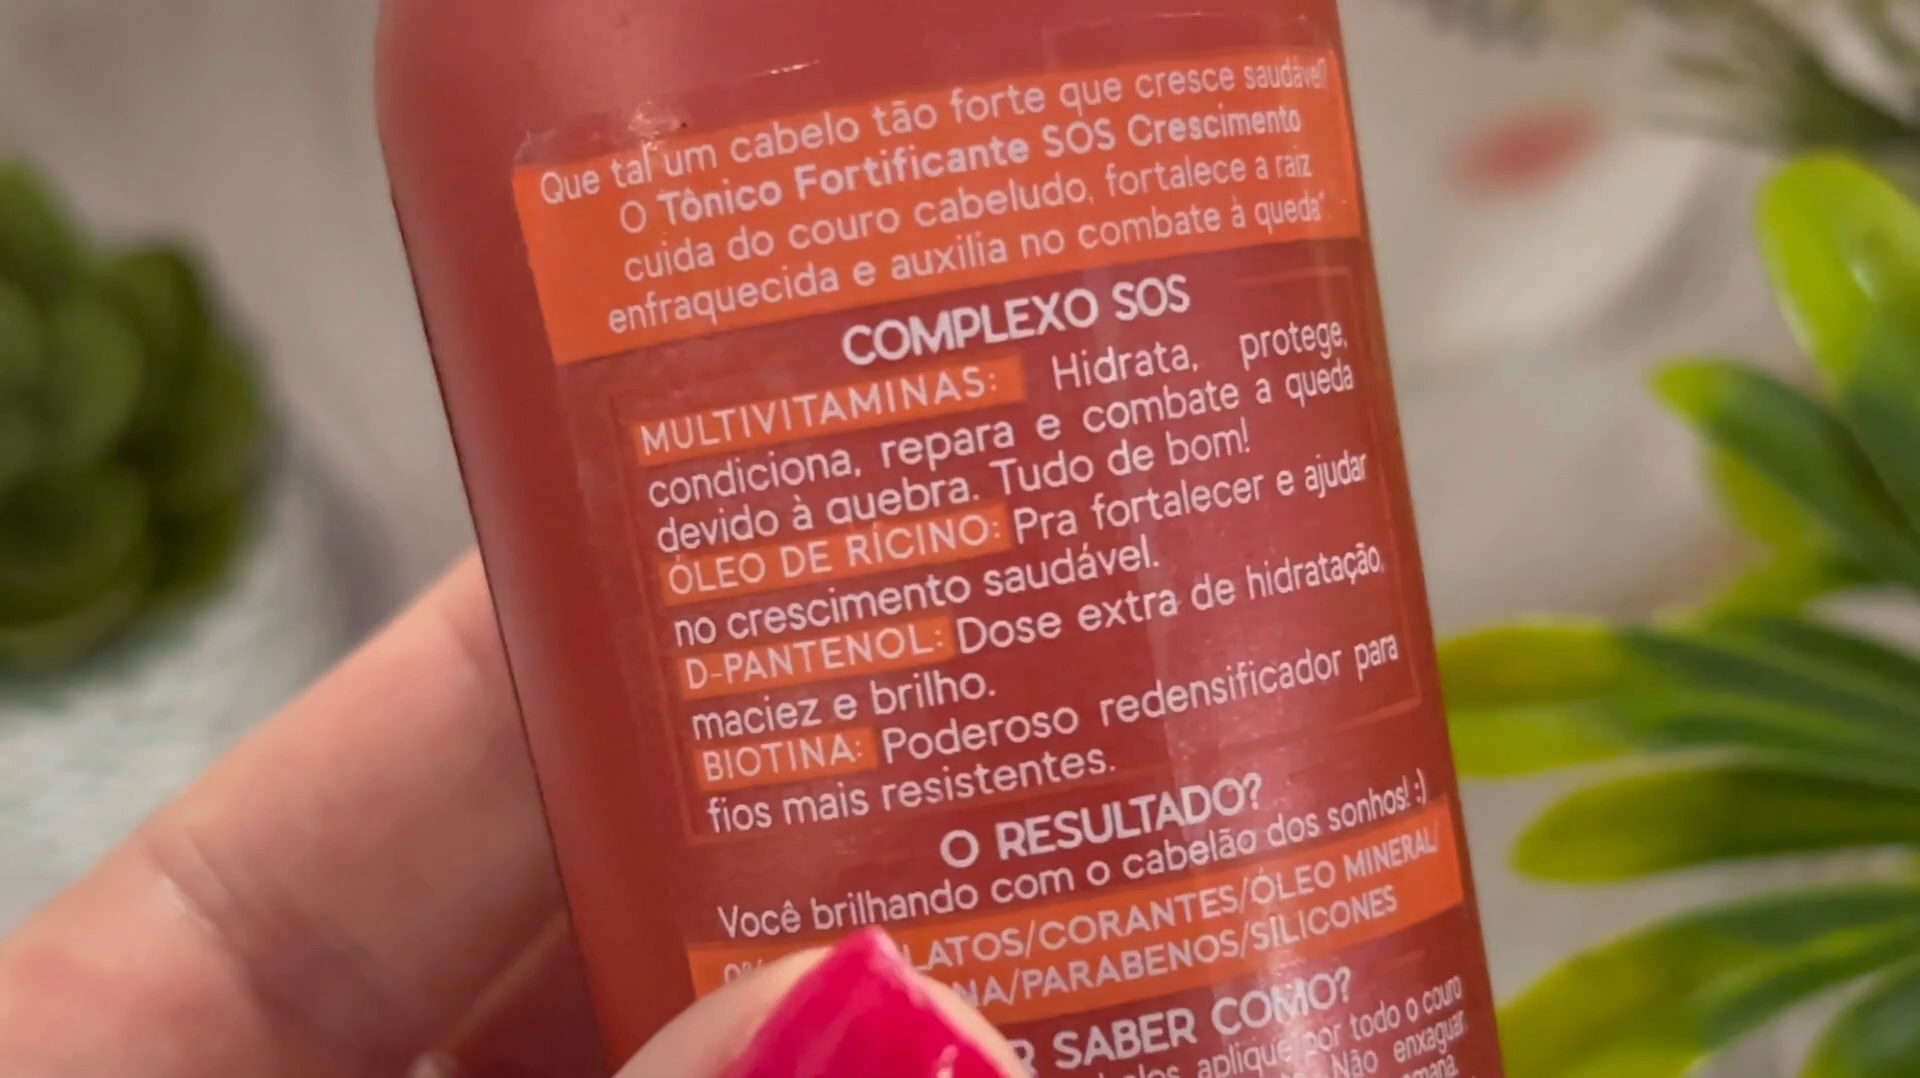 Que tal um cabelo tão forte que cresce saudável?
O Tônico Fortificante SOS Crescimento
cuida do couro cabeludo, fortalece a raiz
enfraquecida e auxilia no combate à queda*.
COMPLEXO SOS
MULTIVITAMINAS: Hidrata, protege,
condiciona, repara e combate a queda
devido à quebra. Tudo de bom!
ÓLEO DE RÍCINO: Pra fortalecer e ajudar
no crescimento saudável.
D-PANTENOL: Dose extra de hidratação,
maciez e brilho.
BIOTINA: Poderoso redensificador para
fios mais resistentes.
O RESULTADO?
Você brilhando com o cabelão dos sonhos! :)
LATOS/CORANTES/ÓLEO MINERAL/
NA/PARABENOS/SILICONES
R SABER COMO?
aplique por todo o couro
Não enxaguar.